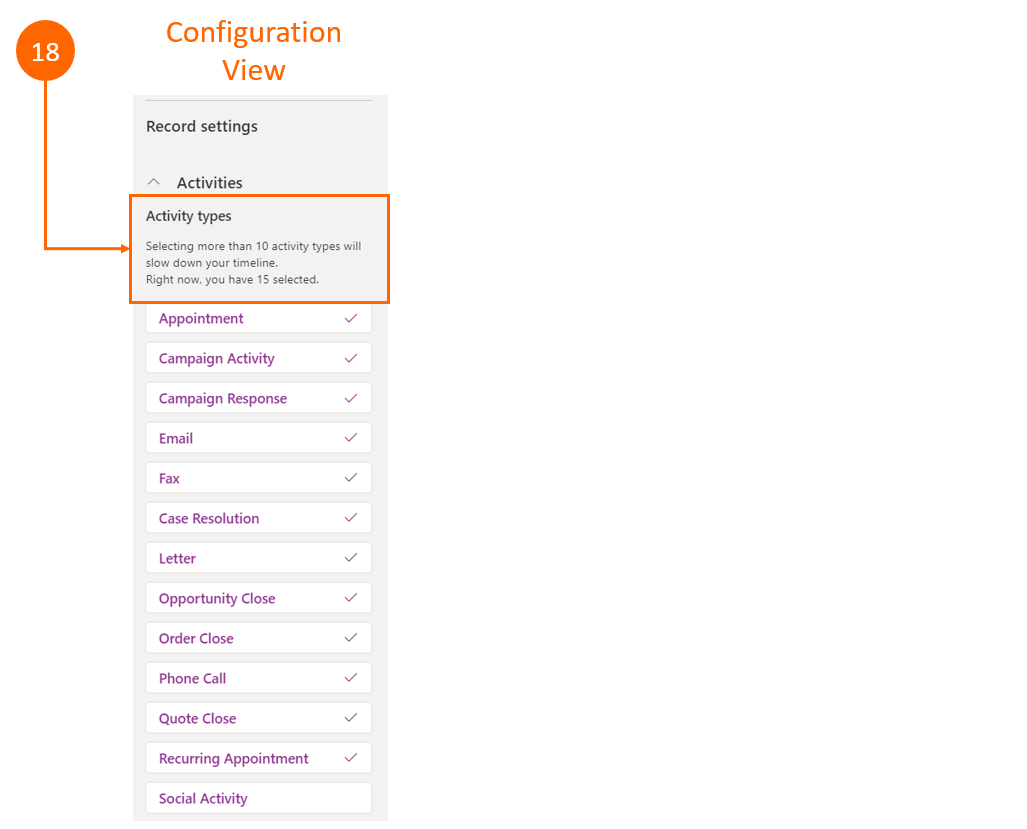 18
Configuration
View
Record settings
Activities
Activity types
Selecting more than 10 activity types will
slow down your timeline.
Right now, you have 15 selected.
Appointment
Campaign Activity
Campaign Response
Email
Fax
Case Resolution
Letter
Opportunity Close
Order Close
Phone Call
Quote Close
Recurring Appointment
Social Activity